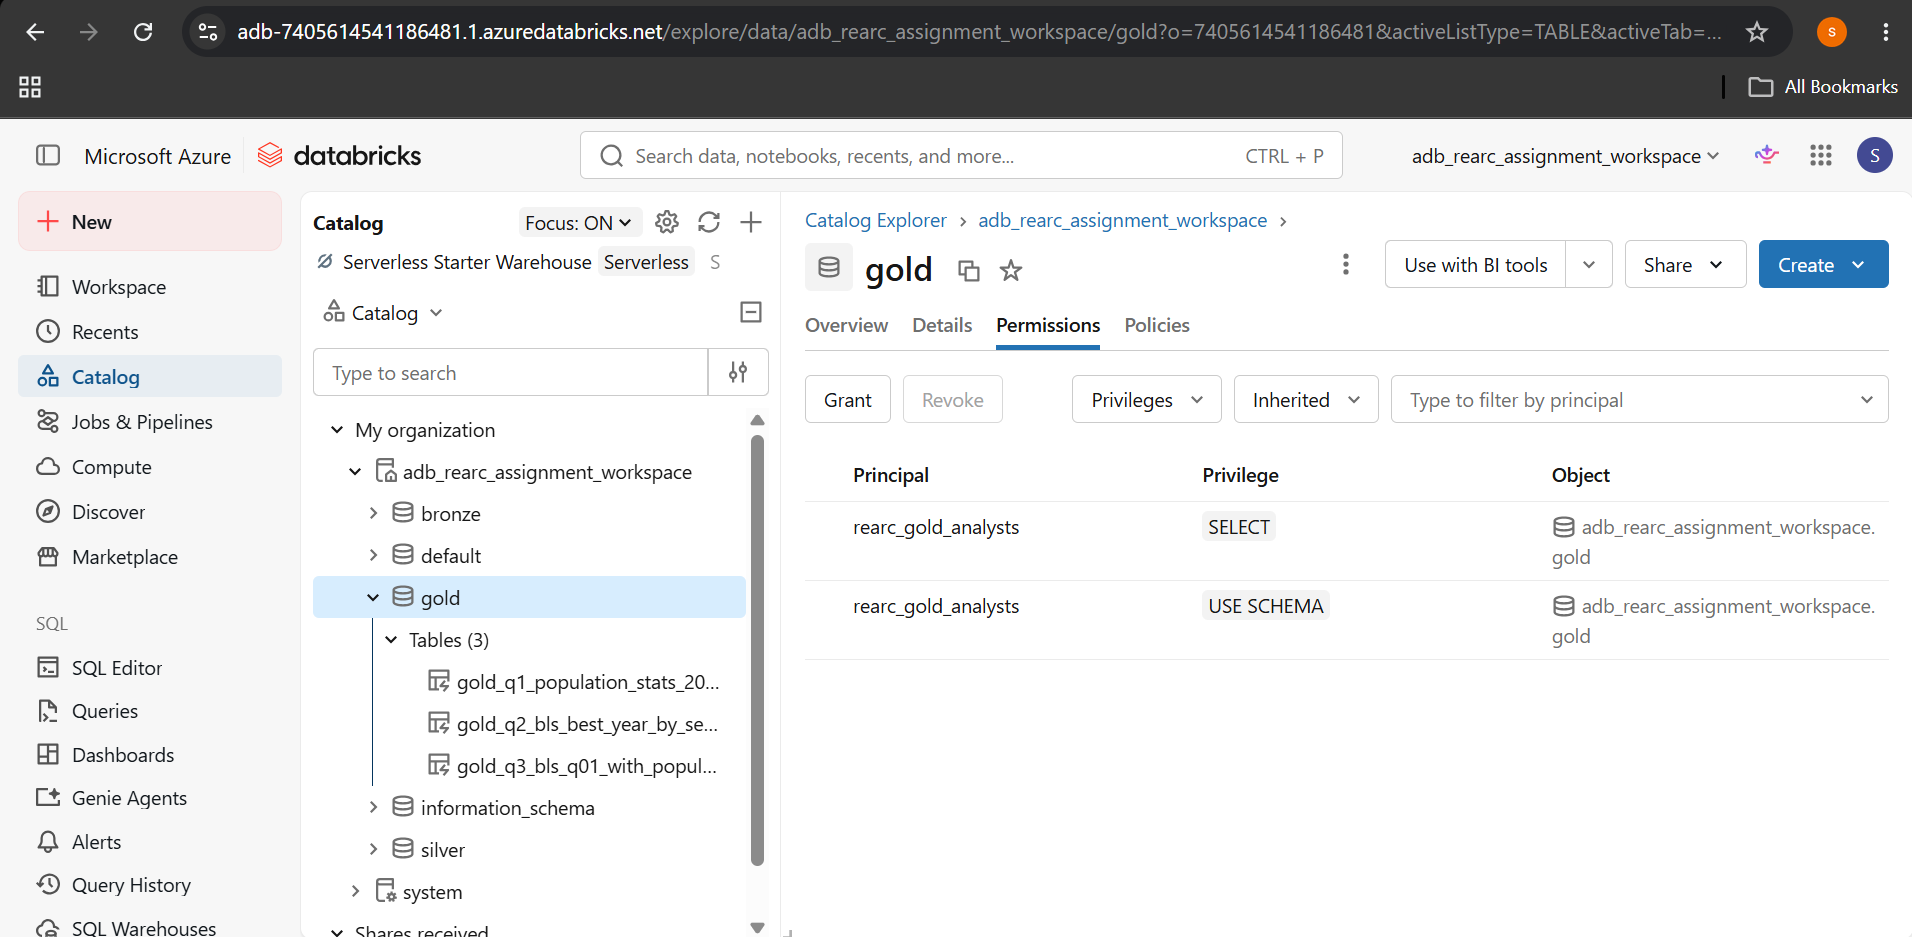 adb-7405614541186481.1.azuredatabricks.net/explore/data/adb_rearc_assignment_workspace/gold?o=7405614541186481&activeListType=TABLE&activeTab=...
S
All Bookmarks
Microsoft Azure
databricks
Search data, notebooks, recents, and more...
CTRL + P
adb_rearc_assignment_workspace
S
New
Workspace
Recents
Catalog
Jobs & Pipelines
Compute
Discover
Marketplace
SQL
SQL Editor
Queries
Dashboards
Genie Agents
Alerts
Query History
SQL Warehouses
Catalog
Focus: ON
Serverless Starter Warehouse
Serverless
S
Catalog
Type to search
My organization
adb_rearc_assignment_workspace
bronze
default
gold
Tables (3)
gold_q1_population_stats_20...
gold_q2_bls_best_year_by_se...
gold_q3_bls_q01_with_popul...
information_schema
silver
system
Shares received
Catalog Explorer › adb_rearc_assignment_workspace ›
gold
Use with BI tools
Share
Create
Overview
Details
Permissions
Policies
Grant
Revoke
Privileges
Inherited
Type to filter by principal
Principal
Privilege
Object
rearc_gold_analysts
SELECT
adb_rearc_assignment_workspace.
gold
rearc_gold_analysts
USE SCHEMA
adb_rearc_assignment_workspace.
gold